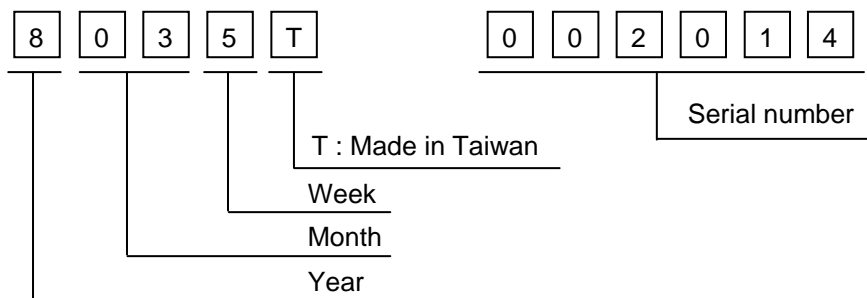 8 0 3 5 T 0 0 2 0 1 4
Serial number
T : Made in Taiwan
Week
Month
Year